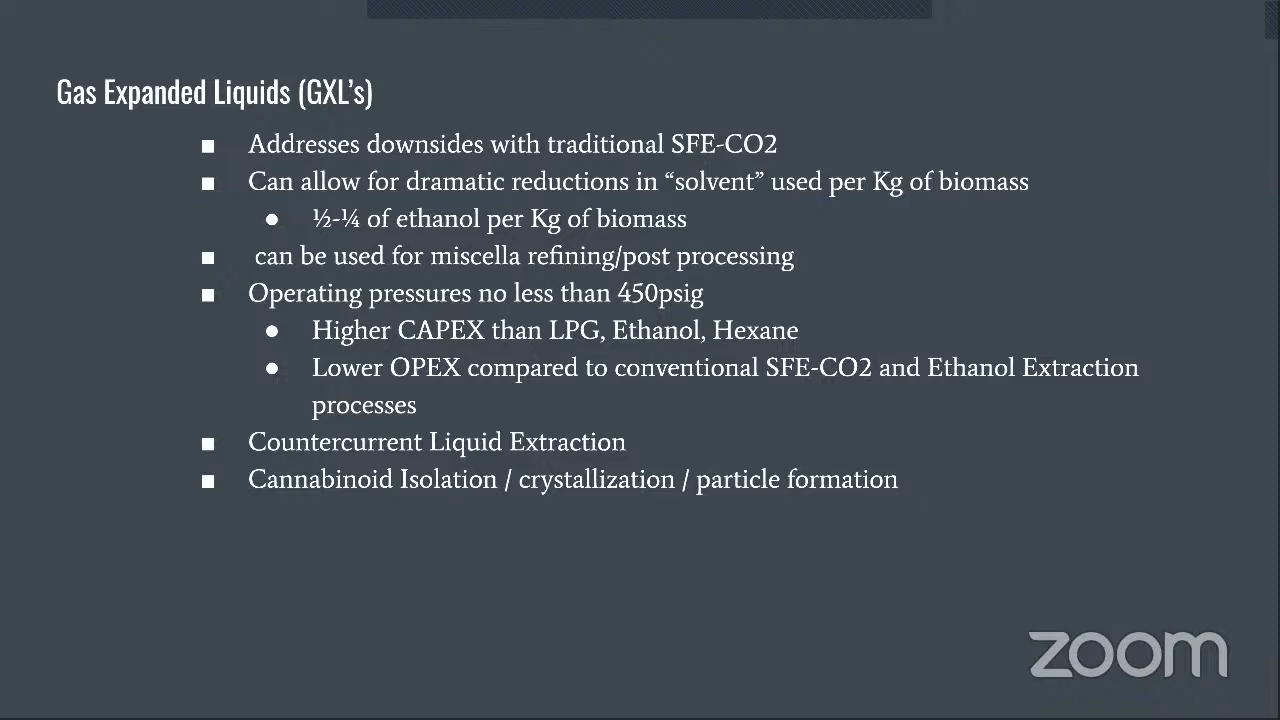 Gas Expanded Liquids (GXL's)
■ Addresses downsides with traditional SFE-CO2
■ Can allow for dramatic reductions in “solvent” used per Kg of biomass
● ½-¼ of ethanol per Kg of biomass
■ can be used for miscella refining/post processing
■ Operating pressures no less than 450psig
● Higher CAPEX than LPG, Ethanol, Hexane
● Lower OPEX compared to conventional SFE-CO2 and Ethanol Extraction
processes
■ Countercurrent Liquid Extraction
■ Cannabinoid Isolation / crystallization / particle formation
zoom